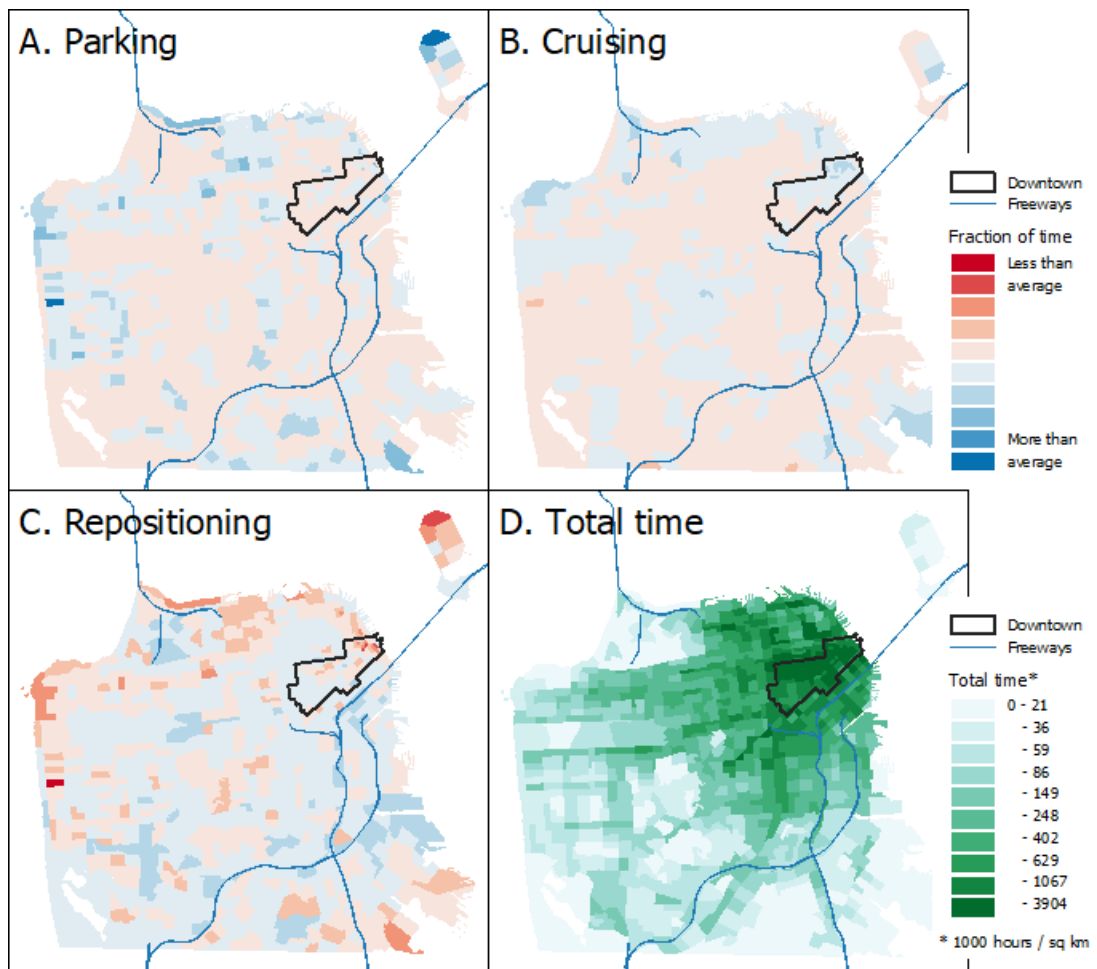 A. Parking
B. Cruising
Downtown
Freeways
Fraction of time
Less than
average
More than
average
C. Repositioning
D. Total time
Downtown
Freeways
Total time*
0 - 21
- 36
- 59
- 86
- 149
- 248
- 402
- 629
- 1067
- 3904
* 1000 hours / sq km